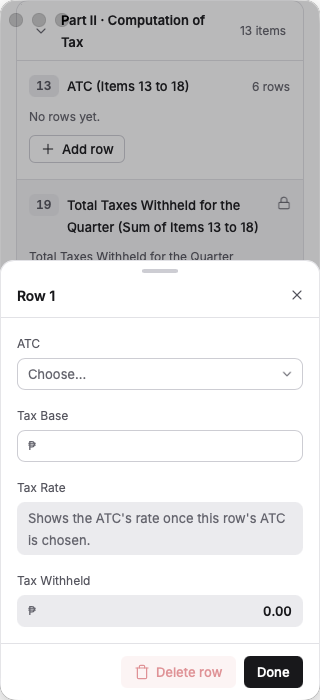 Part II · Computation of
Tax
13 items
13 ATC (Items 13 to 18) 6 rows
No rows yet.
Add row
19 Total Taxes Withheld for the
Quarter (Sum of Items 13 to 18)
Total Taxes Withheld for the Quarter
Row 1
ATC
Choose...
Tax Base
₱
Tax Rate
Shows the ATC's rate once this row's ATC
is chosen.
Tax Withheld
₱ 0.00
Delete row Done